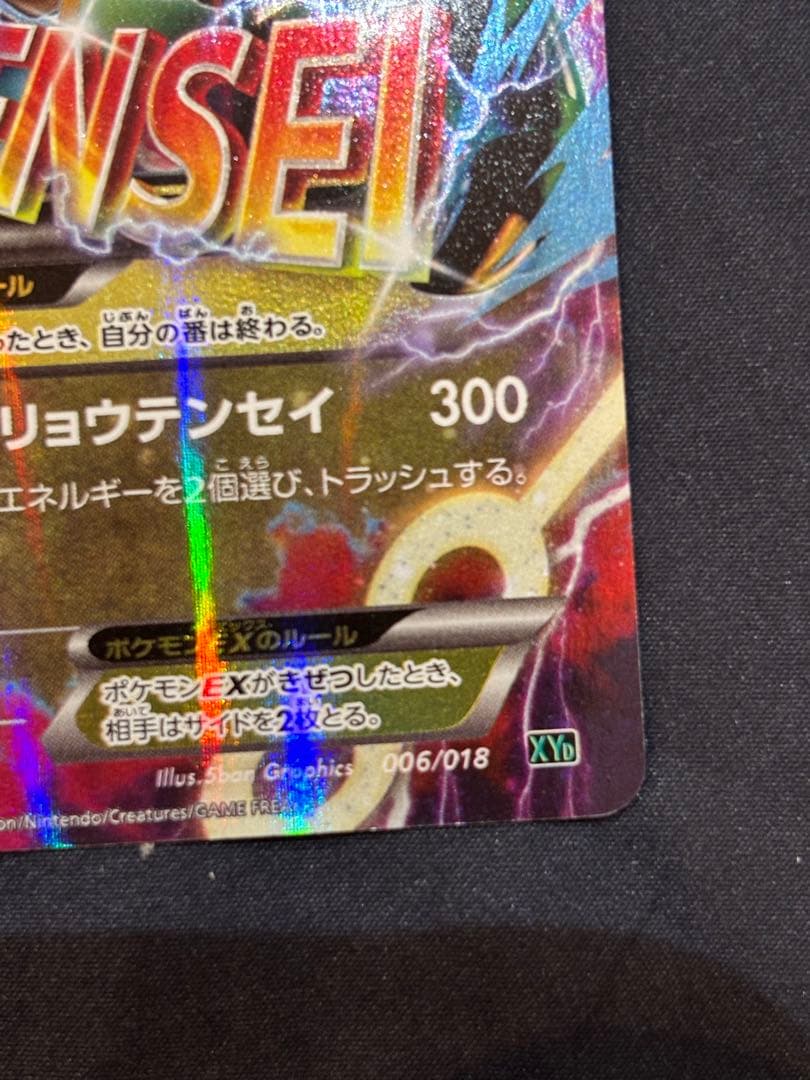 ENSEI
ール
ったとき、自分の番は終わる。
リョウテンセイ 300
エネルギーを2個選び、トラッシュする。
ポケモンEXのルール
ポケモンEXがきぜつしたとき、
相手はサイドを2枚とる。
Illus.5ban Graphics 006/018 XYD
on/Nintendo/Creatures/GAME FREAK